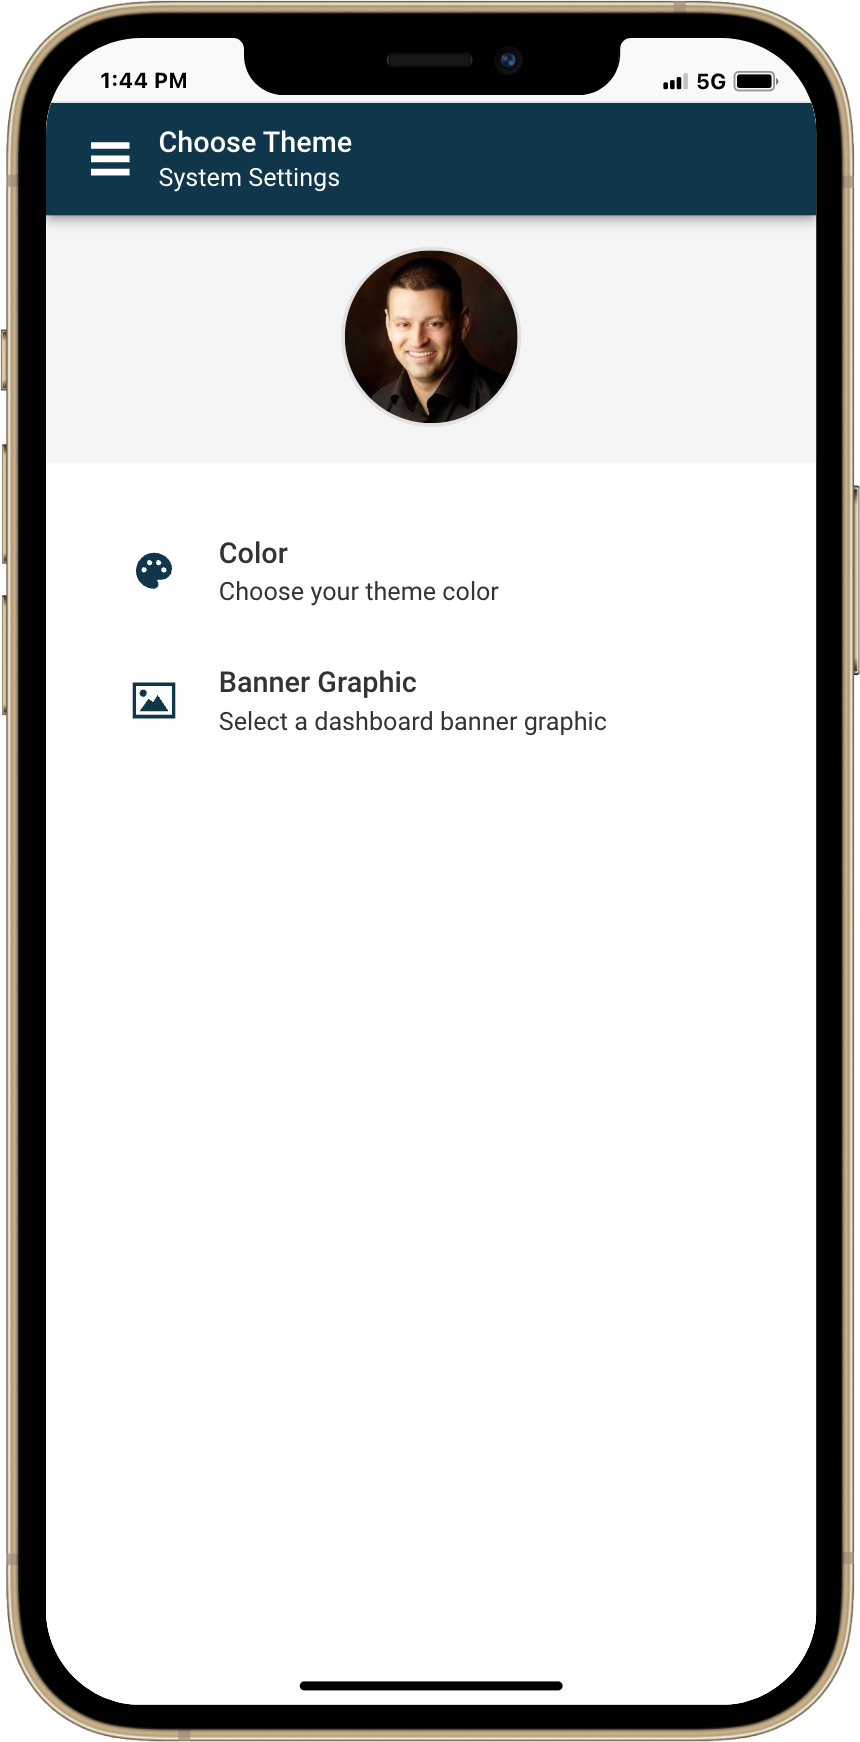 1:44 PM 5G
Choose Theme
System Settings
Color
Choose your theme color
Banner Graphic
Select a dashboard banner graphic